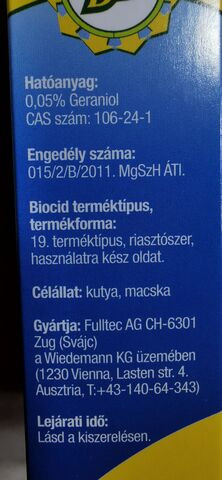 Hatóanyag:
0,05% Geraniol
CAS szám: 106-24-1
Engedély száma:
015/2/B/2011. MgSzH ÁTI.
Biocid terméktípus,
termékforma:
19. terméktípus, riasztószer,
használatra kész oldat.
Célállat: kutya, macska
Gyártja: Fulltec AG CH-6301
Zug (Svájc)
a Wiedemann KG üzemében
(1230 Vienna, Lasten str. 4.
Ausztria, T:+43-140-64-343)
Lejárati idő:
Lásd a kiszerelésen.